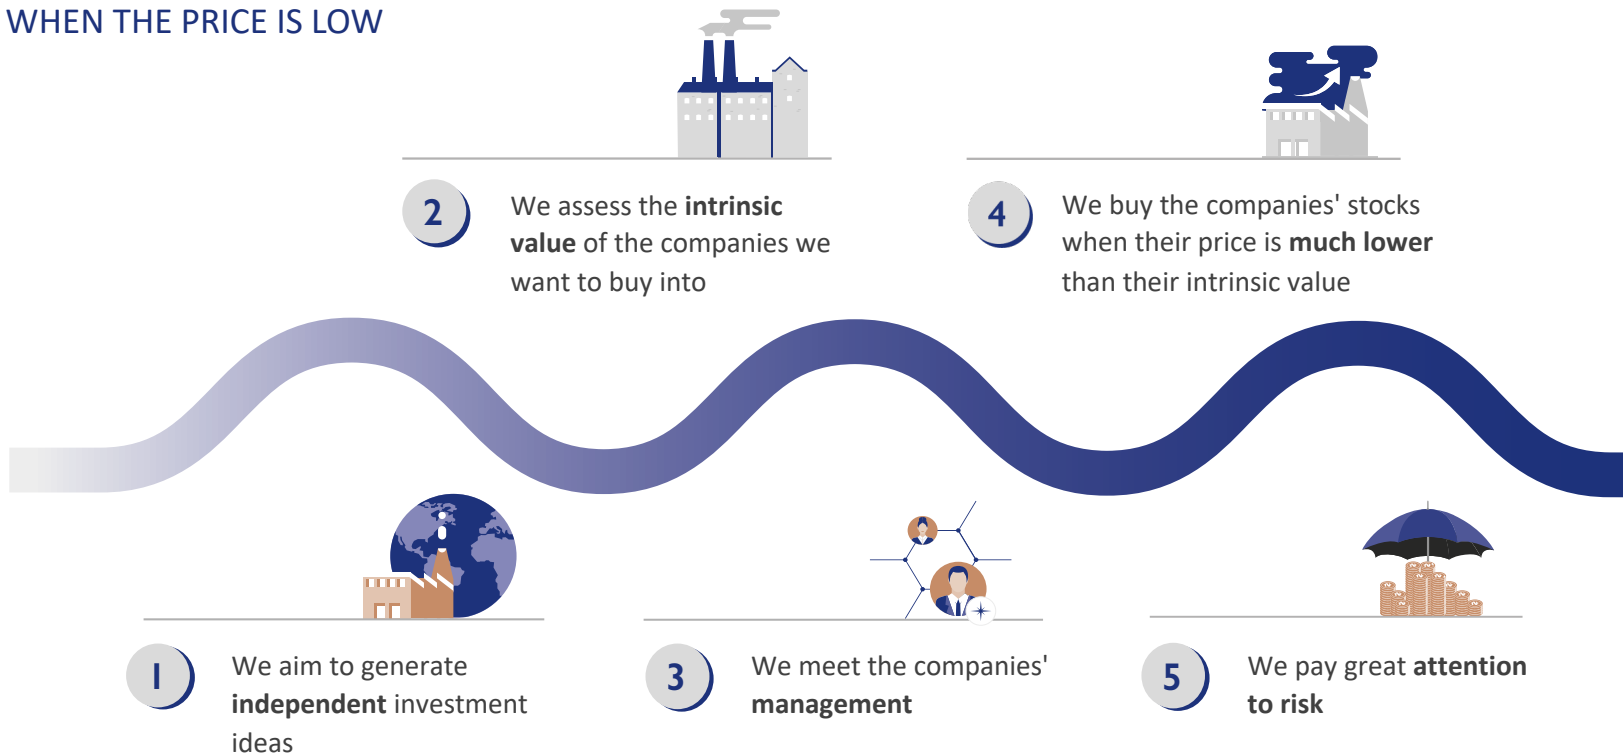 WHEN THE PRICE IS LOW
1
We aim to generate
independent investment
ideas
2
We assess the intrinsic
value of the companies we
want to buy into
3
We meet the companies'
management
4
We buy the companies' stocks
when their price is much lower
than their intrinsic value
5
We pay great attention
to risk